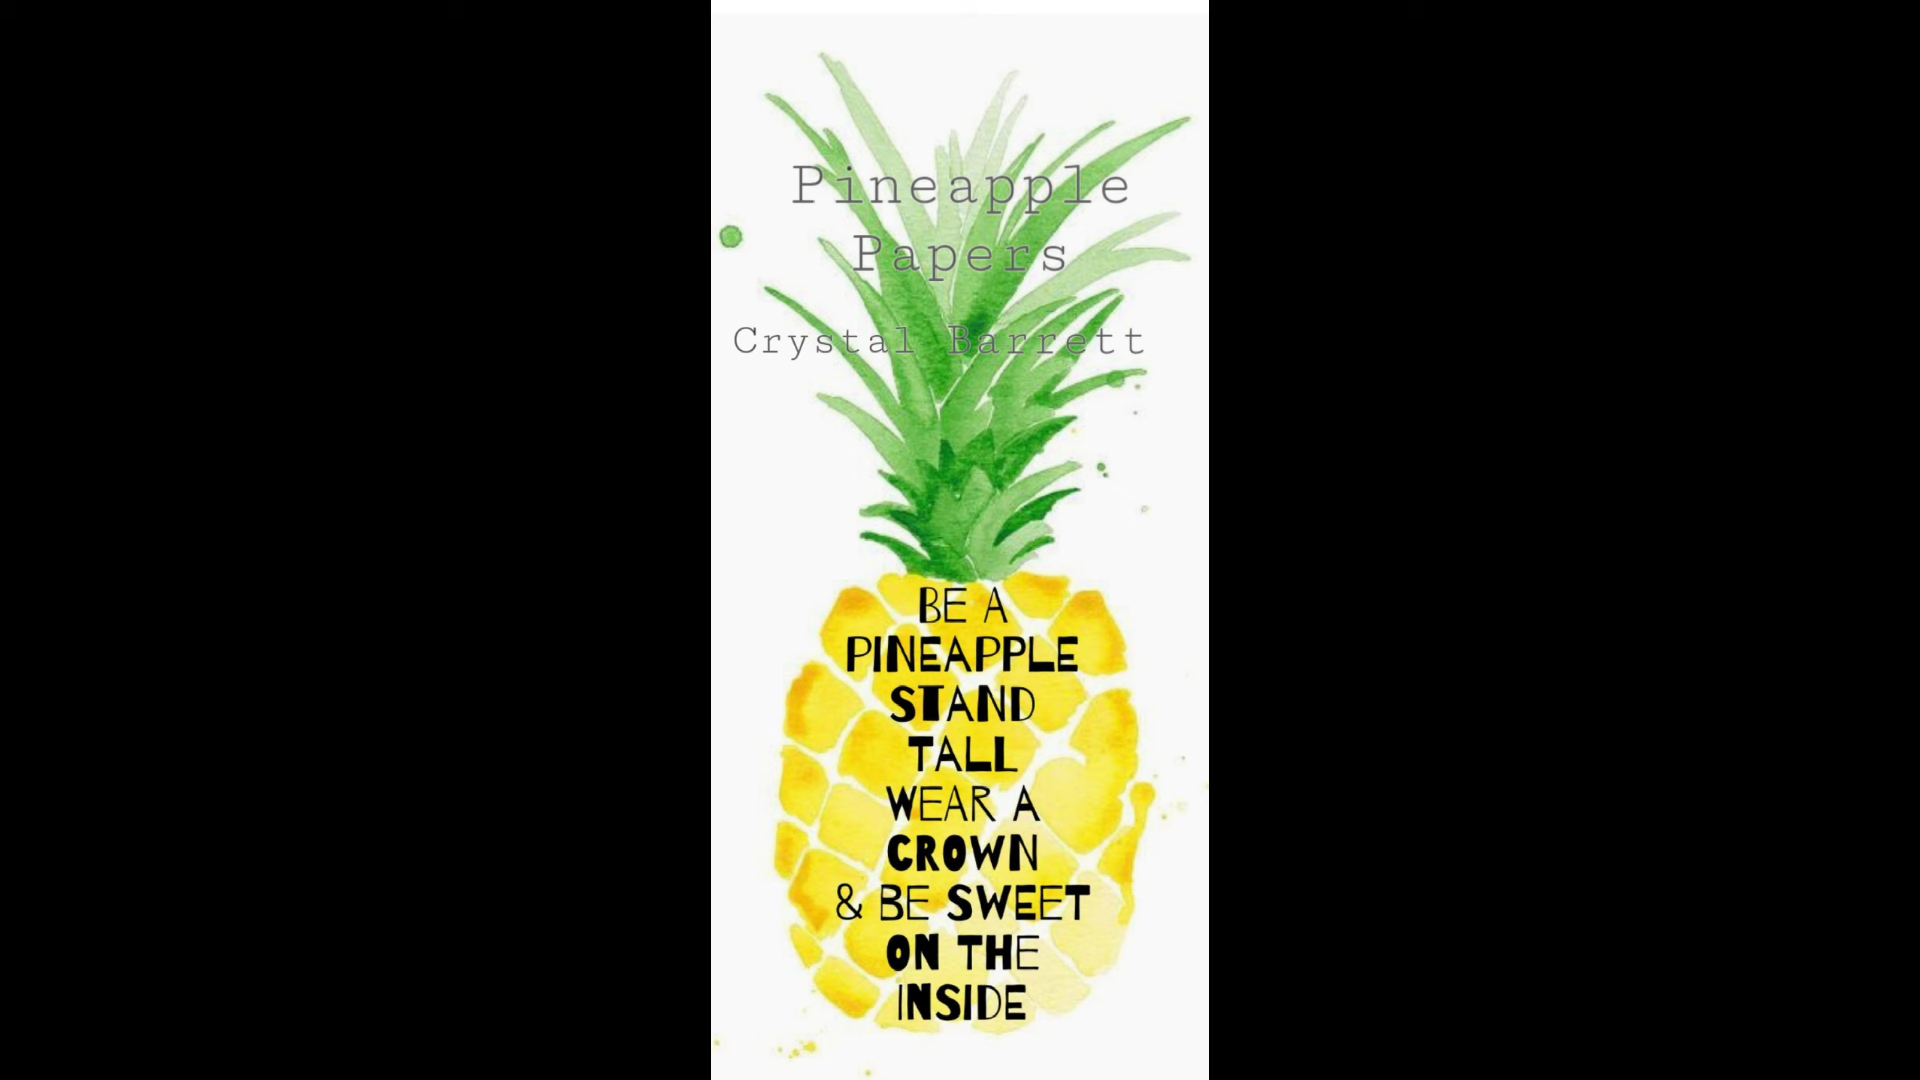 Pineapple
Papers
Crystal Barrett
BE A
PINEAPPLE
STAND
TALL
WEAR A
CROWN
& BE SWEET
ON THE
INSIDE